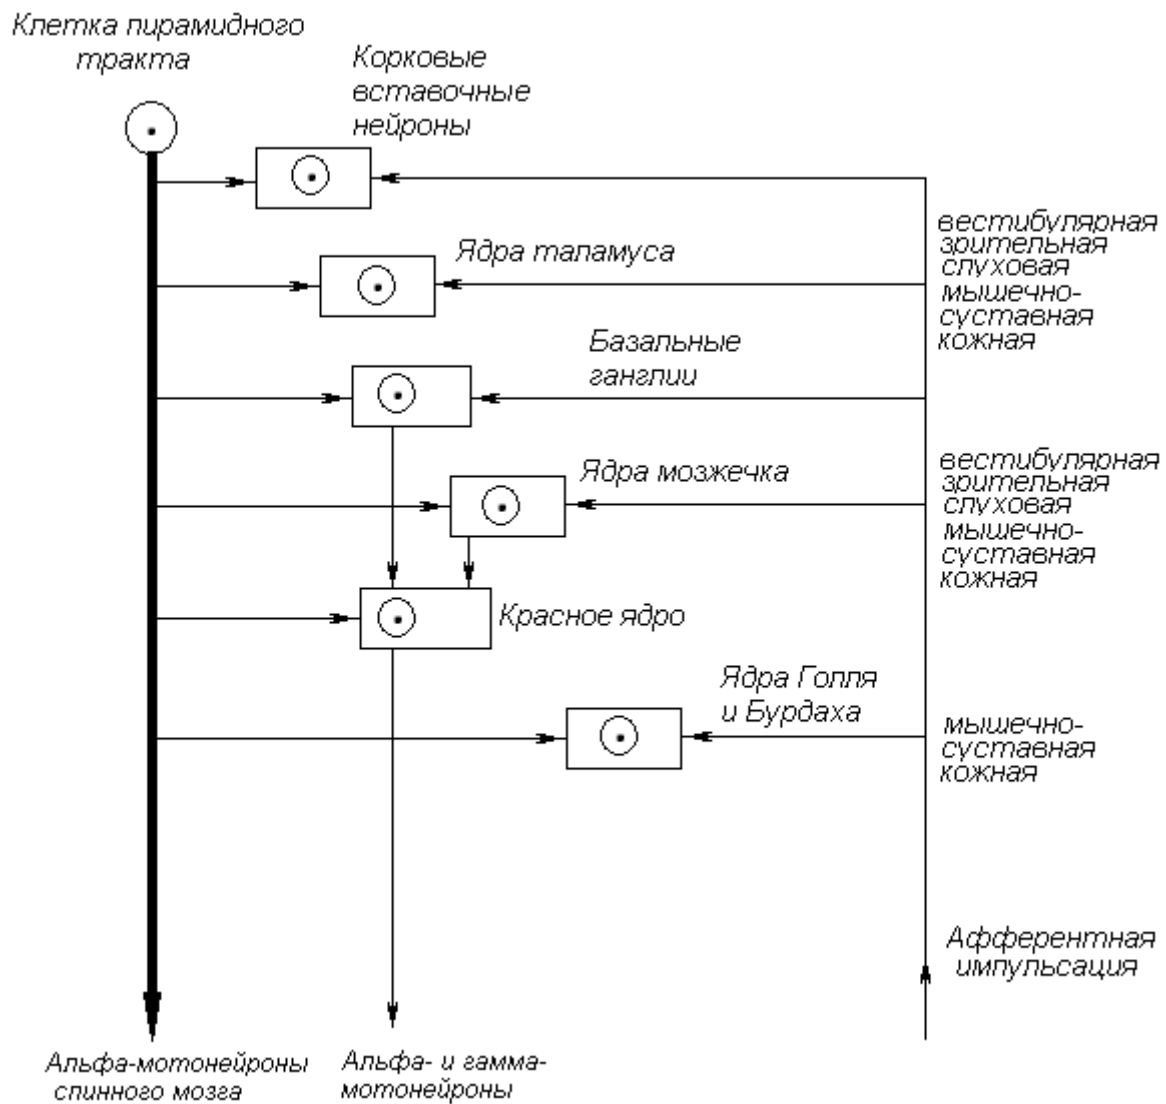 Клетка пирамидного
тракта
Корковые
вставочные
нейроны
вестибулярная
зрительная
слуховая
мышечно-
суставная
кожная
Ядра таламуса
Базальные
ганглии
Ядра мозжечка
вестибулярная
зрительная
слуховая
мышечно-
суставная
кожная
Красное ядро
Ядра Голля
и Бурдаха
мышечно-
суставная
кожная
Афферентная
импульсация
Альфа-мотонейроны
спинного мозга
Альфа- и гамма-
мотонейроны